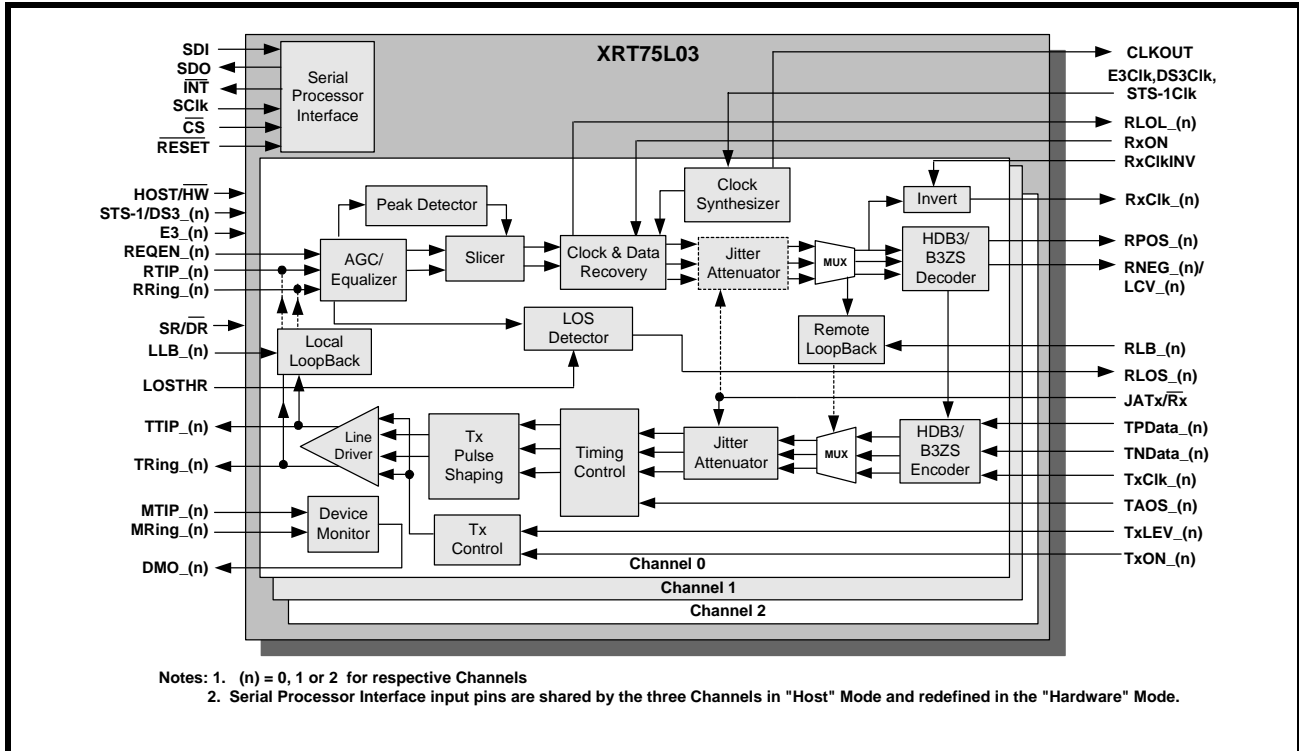 XRT75L03
SDI
SDO
INT
SClk
CS
RESET
Serial
Processor
Interface
CLKOUT
E3Clk,DS3Clk,
STS-1Clk
RLOL_(n)
RxON
RxClkINV
RxClk_(n)
RPOS_(n)
RNEG_(n)/
LCV_(n)
RLB_(n)
RLOS_(n)
JATx/Rx
TPData_(n)
TNData_(n)
TxClk_(n)
TAOS_(n)
TxLEV_(n)
TxON_(n)
HOST/HW
STS-1/DS3_(n)
E3_(n)
REQEN_(n)
RTIP_(n)
RRing_(n)
SR/DR
LLB_(n)
LOSTHR
TTIP_(n)
TRing_(n)
MTIP_(n)
MRing_(n)
DMO_(n)
Peak Detector
AGC/
Equalizer
Slicer
Clock & Data
Recovery
Clock
Synthesizer
Jitter
Attenuator
MUX
Invert
HDB3/
B3ZS
Decoder
LOS
Detector
Remote
LoopBack
Local
LoopBack
Line
Driver
Tx
Pulse
Shaping
Timing
Control
Jitter
Attenuator
MUX
HDB3/
B3ZS
Encoder
Device
Monitor
Tx
Control
Channel 0
Channel 1
Channel 2
Notes: 1. (n) = 0, 1 or 2 for respective Channels
2. Serial Processor Interface input pins are shared by the three Channels in "Host" Mode and redefined in the "Hardware" Mode.